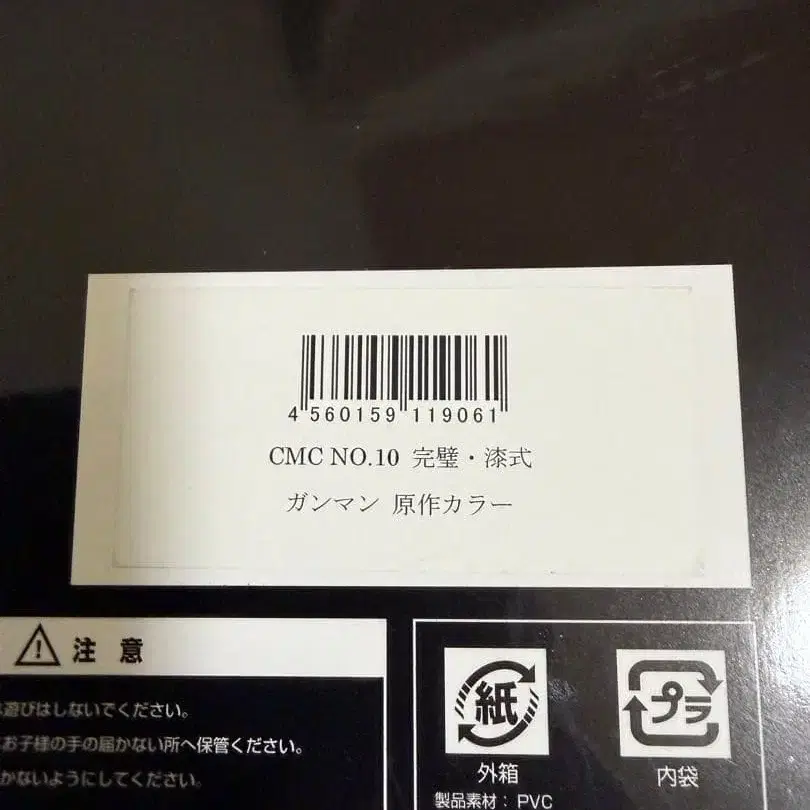 4 560159 119061
CMC NO.10 完璧・漆式
ガンマン 原作カラー
注 意
遊びはしないでください。
お子様の手の届かない所へ保管ください。
かないようにしてください。
紙
プラ
外箱
内袋
製品素材： PVC